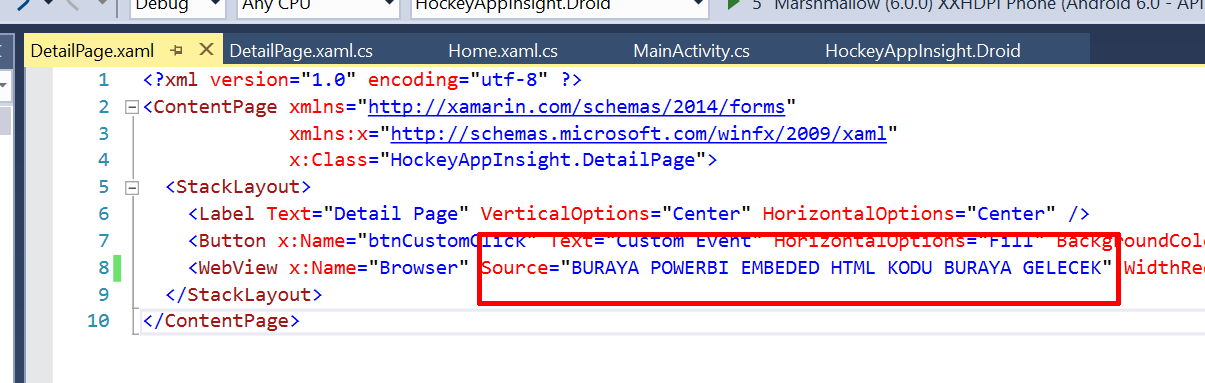 Debug Any CPU HockeyAppInsight.Droid 5" Marshmallow (6.0.0) XXHDPI Phone (Android 6.0 - API
DetailPage.xaml DetailPage.xaml.cs Home.xaml.cs MainActivity.cs HockeyAppInsight.Droid
1 <?xml version="1.0" encoding="utf-8" ?>
2 <ContentPage xmlns="http://xamarin.com/schemas/2014/forms"
3 xmlns:x="http://schemas.microsoft.com/winfx/2009/xaml"
4 x:Class="HockeyAppInsight.DetailPage">
5 <StackLayout>
6 <Label Text="Detail Page" VerticalOptions="Center" HorizontalOptions="Center" />
7 <Button x:Name="btnCustomClick" Text="Custom Event" HorizontalOptions="Fill" BackgroundColo
8 <WebView x:Name="Browser" Source="BURAYA POWERBI EMBEDED HTML KODU BURAYA GELECEK" WidthRe
9 </StackLayout>
10 </ContentPage>